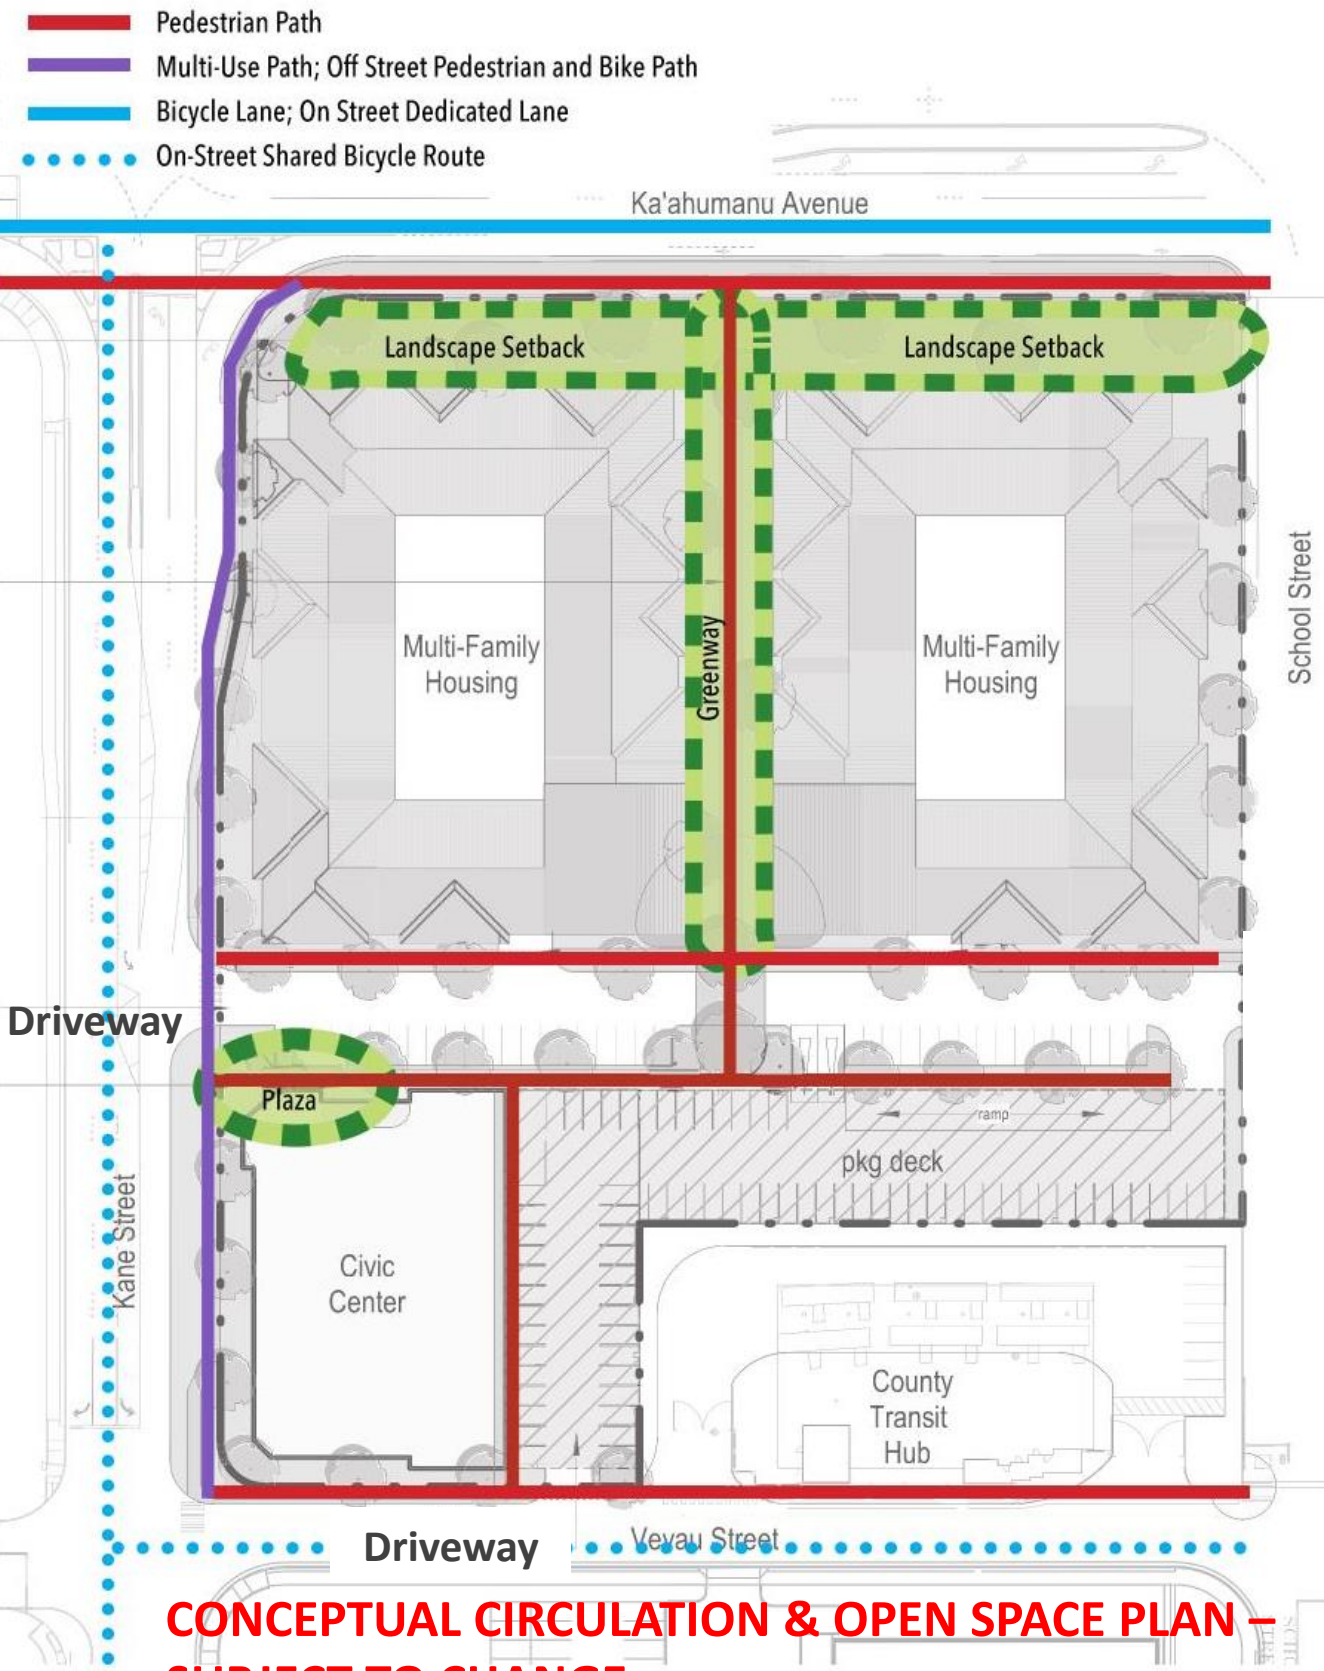 Pedestrian Path
Multi-Use Path; Off Street Pedestrian and Bike Path
Bicycle Lane; On Street Dedicated Lane
On-Street Shared Bicycle Route
Ka'ahumanu Avenue
Landscape Setback
Landscape Setback
School Street
Multi-Family
Housing
Greenway
Multi-Family
Housing
Driveway
Plaza
ramp
pkg deck
Kane Street
Civic
Center
County
Transit
Hub
Driveway
Vevau Street
CONCEPTUAL CIRCULATION & OPEN SPACE PLAN –
SUBJECT TO CHANGE